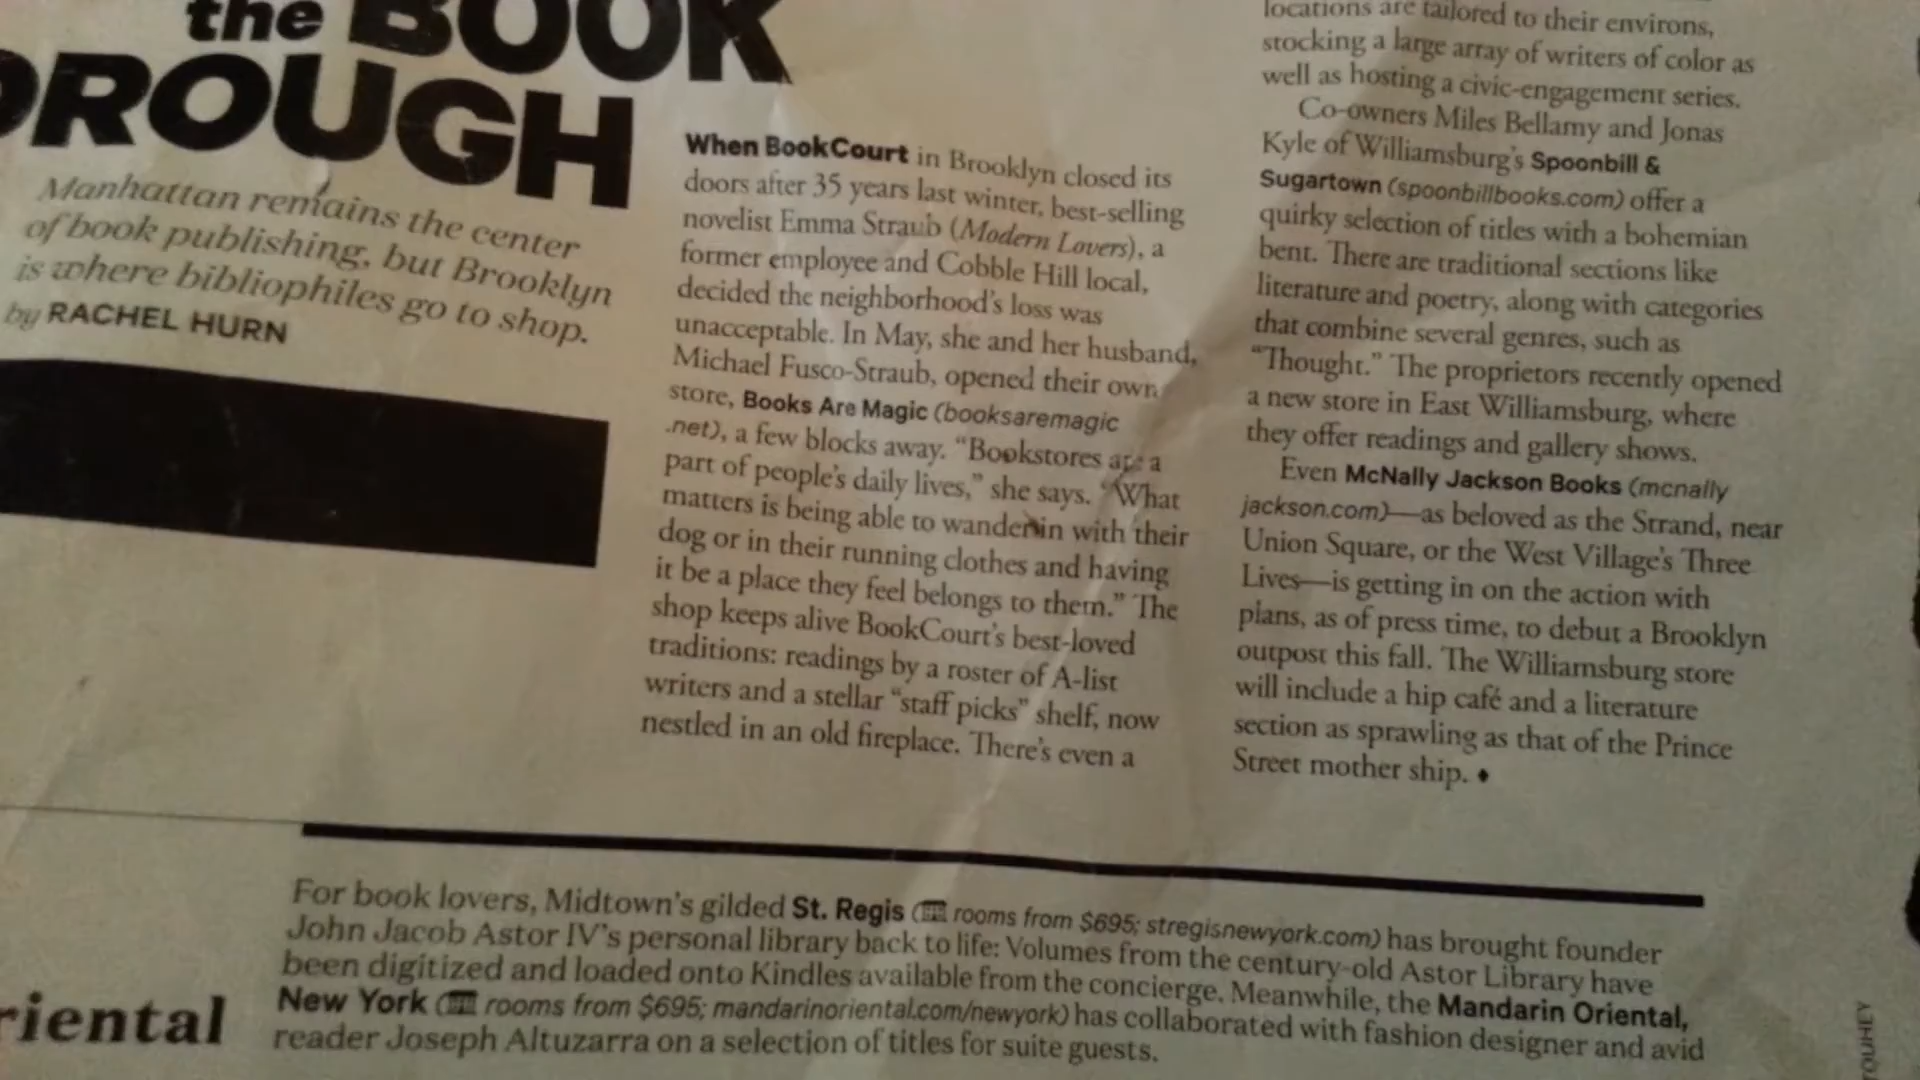 the BOOK
OROUGH
Manhattan remains the center
of book publishing, but Brooklyn
is where bibliophiles go to shop.
by RACHEL HURN
When BookCourt in Brooklyn closed its
doors after 35 years last winter, best-selling
novelist Emma Straub (Modern Lovers), a
former employee and Cobble Hill local,
decided the neighborhood's loss was
unacceptable. In May, she and her husband,
Michael Fusco-Straub, opened their own
store, Books Are Magic (booksaremagic
.net), a few blocks away. “Bookstores are a
part of people's daily lives,” she says. “What
matters is being able to wander in with their
dog or in their running clothes and having
it be a place they feel belongs to them.” The
shop keeps alive BookCourt's best-loved
traditions: readings by a roster of A-list
writers and a stellar “staff picks” shelf, now
nestled in an old fireplace. There's even a
locations are tailored to their environs,
stocking a large array of writers of color as
well as hosting a civic-engagement series.
Co-owners Miles Bellamy and Jonas
Kyle of Williamsburg's Spoonbill &
Sugartown (spoonbillbooks.com) offer a
quirky selection of titles with a bohemian
bent. There are traditional sections like
literature and poetry, along with categories
that combine several genres, such as
“Thought.” The proprietors recently opened
a new store in East Williamsburg, where
they offer readings and gallery shows.
Even McNally Jackson Books (mcnally
jackson.com)—as beloved as the Strand, near
Union Square, or the West Village's Three
Lives—is getting in on the action with
plans, as of press time, to debut a Brooklyn
outpost this fall. The Williamsburg store
will include a hip café and a literature
section as sprawling as that of the Prince
Street mother ship. ♦
For book lovers, Midtown's gilded St. Regis (rooms from $695; stregisnewyork.com) has brought founder
John Jacob Astor IV's personal library back to life: Volumes from the century-old Astor Library have
been digitized and loaded onto Kindles available from the concierge. Meanwhile, the Mandarin Oriental,
New York (rooms from $695; mandarinoriental.com/newyork) has collaborated with fashion designer and avid
reader Joseph Altuzarra on a selection of titles for suite guests.
riental
TOUHEY